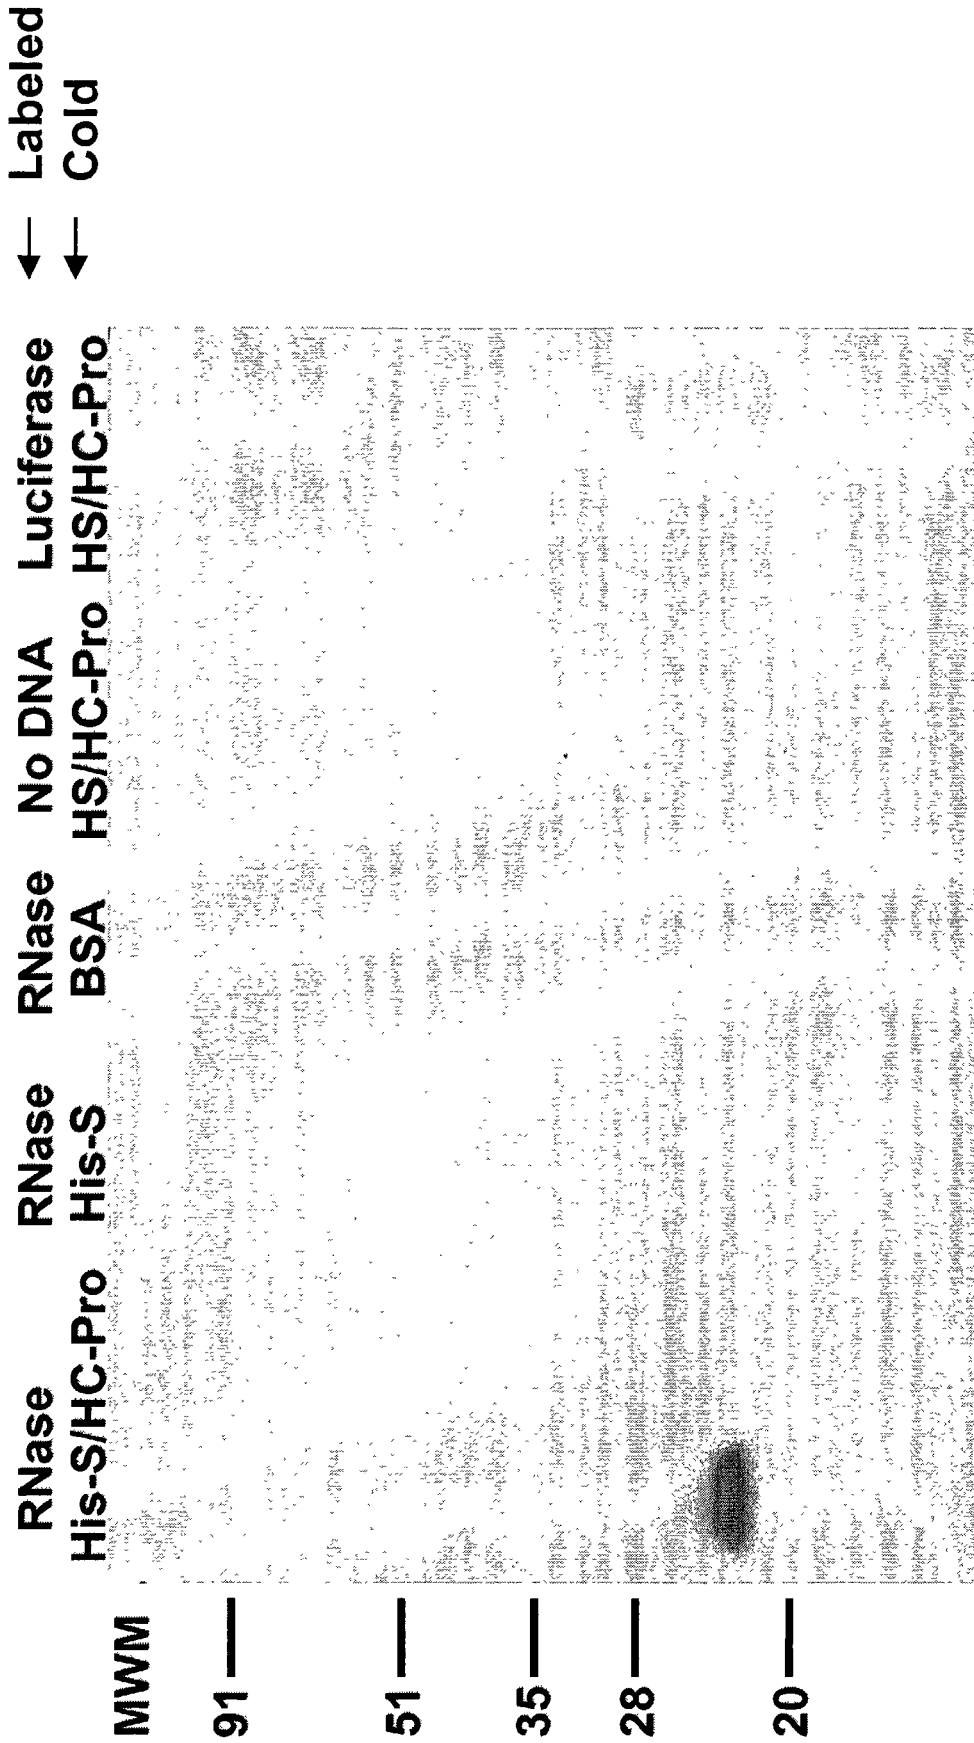 RNase RNase RNase No DNA Luciferase ← Labeled
His-S/HC-Pro His-S BSA HS/HC-Pro HS/HC-Pro ← Cold
MWM
91
51
35
28
20